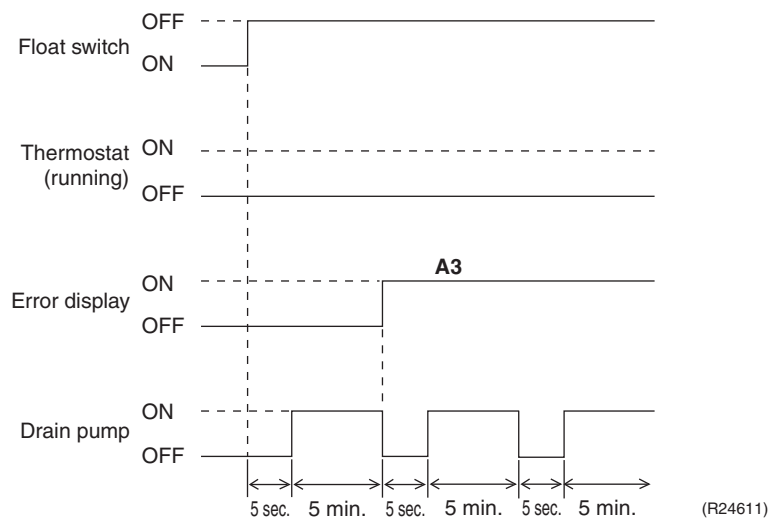 OFF
Float switch
ON
Thermostat ON
(running)
OFF
A3
ON
Error display
OFF
ON
Drain pump
OFF
5 sec. 5 min. 5 sec. 5 min. 5 sec. 5 min. (R24611)